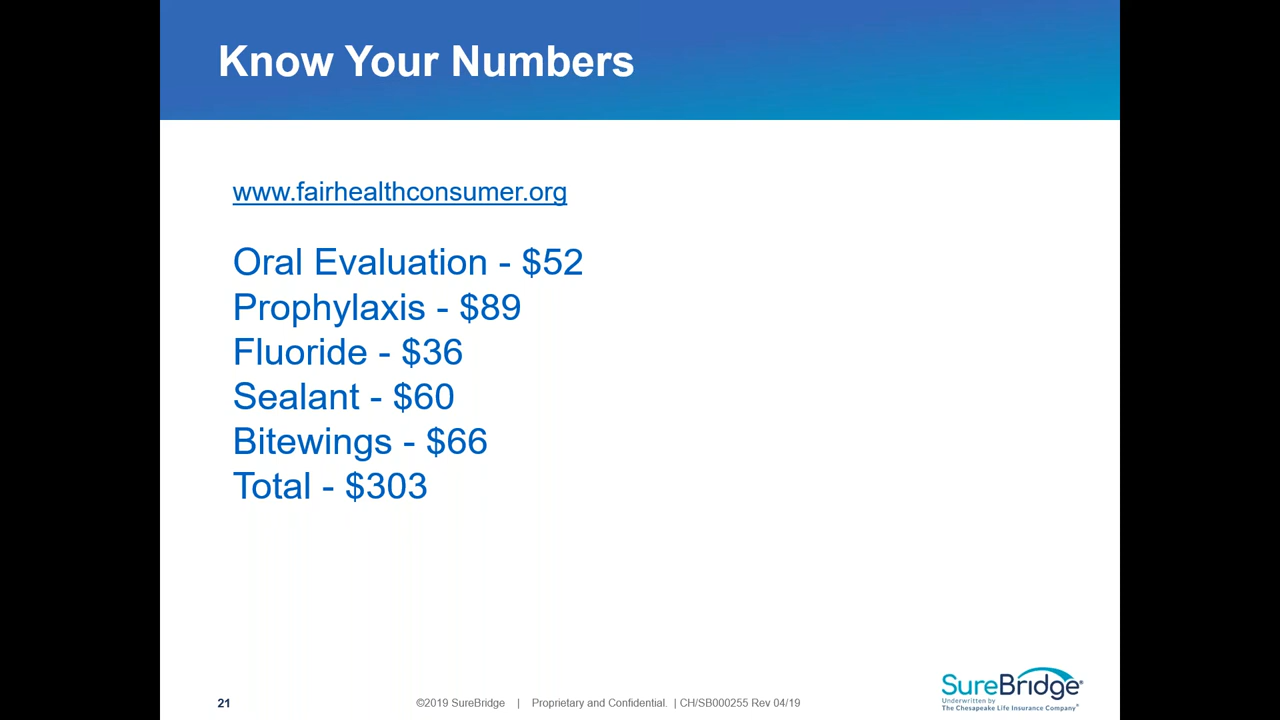 Know Your Numbers
www.fairhealthconsumer.org
Oral Evaluation - $52
Prophylaxis - $89
Fluoride - $36
Sealant - $60
Bitewings - $66
Total - $303
21
©2019 SureBridge | Proprietary and Confidential. | CH/SB000255 Rev 04/19
SureBridge®
Underwritten by
The Chesapeake Life Insurance Company®